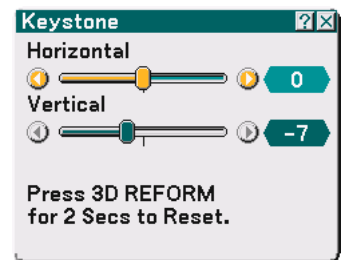 Keystone ? X
Horizontal
0
Vertical
-7
Press 3D REFORM
for 2 Secs to Reset.